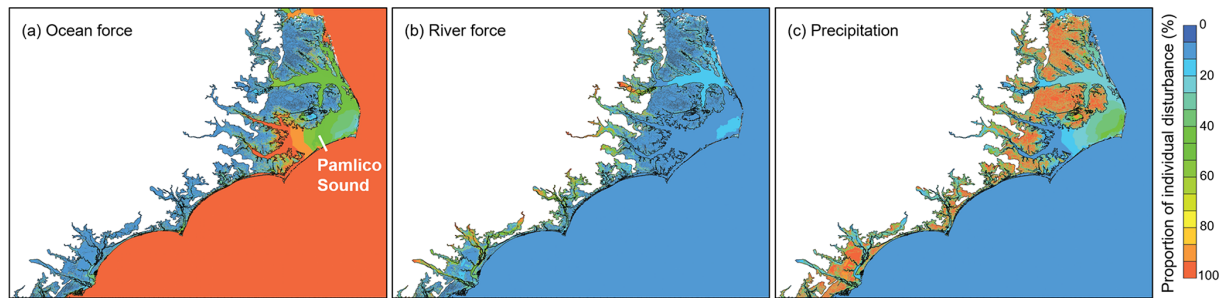 (a) Ocean force
Pamlico
Sound
(b) River force
(c) Precipitation
Proportion of individual disturbance (%)
0
20
40
60
80
100